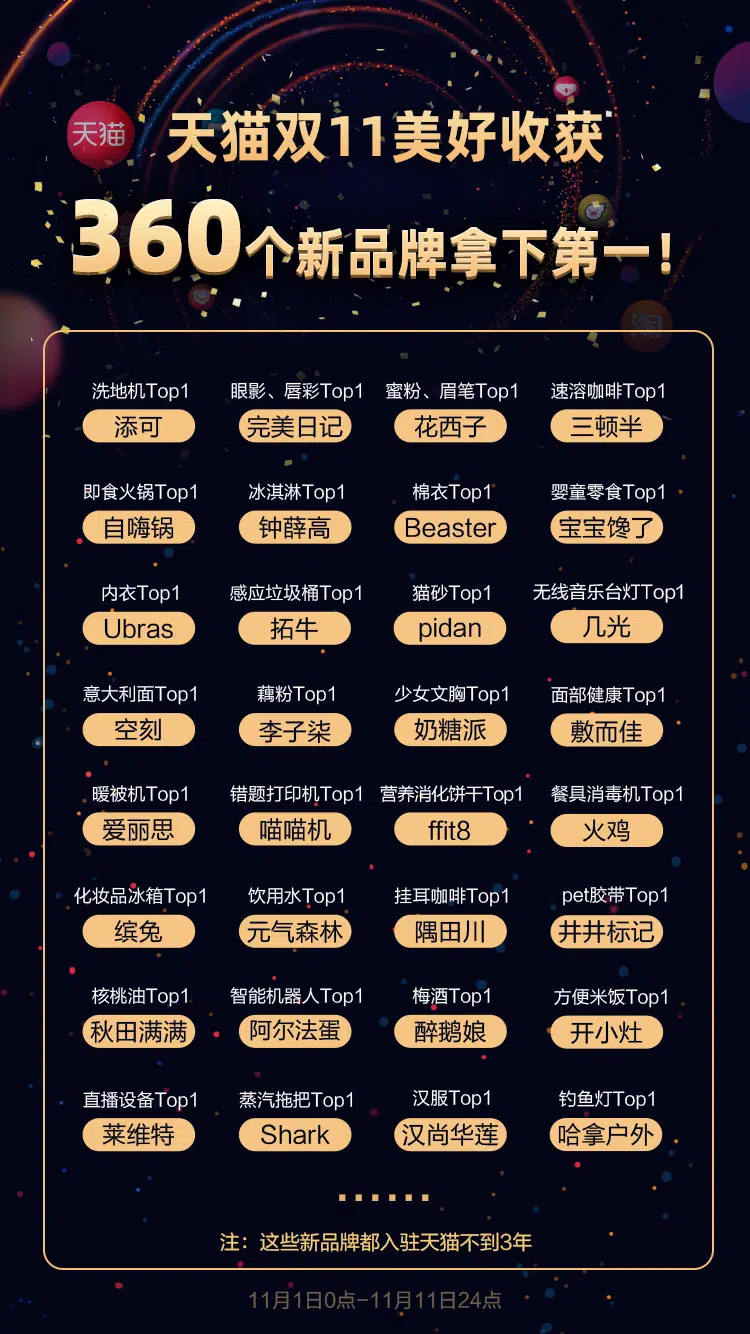 天猫
天猫双11美好收获
360个新品牌拿下第一!
淘
洗地机Top1 眼影、唇彩Top1 蜜粉、眉笔Top1 速溶咖啡Top1
添可 完美日记 花西子 三顿半
即食火锅Top1 冰淇淋Top1 棉衣Top1 婴童零食Top1
自嗨锅 钟薛高 Beaster 宝宝馋了
内衣Top1 感应垃圾桶Top1 猫砂Top1 无线音乐台灯Top1
Ubras 拓牛 pidan 几光
意大利面Top1 藕粉Top1 少女文胸Top1 面部健康Top1
空刻 李子柒 奶糖派 敷而佳
暖被机Top1 错题打印机Top1 营养消化饼干Top1 餐具消毒机Top1
爱丽思 喵喵机 ffit8 火鸡
化妆品冰箱Top1 饮用水Top1 挂耳咖啡Top1 pet胶带Top1
缤兔 元气森林 隅田川 井井标记
核桃油Top1 智能机器人Top1 梅酒Top1 方便米饭Top1
秋田满满 阿尔法蛋 醉鹅娘 开小灶
直播设备Top1 蒸汽拖把Top1 汉服Top1 钓鱼灯Top1
莱维特 Shark 汉尚华莲 哈拿户外
······
注：这些新品牌都入驻天猫不到3年
11月1日0点-11月11日24点